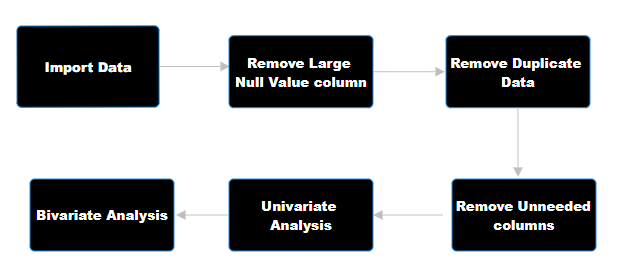 Import Data
Remove Large
Null Value column
Remove Duplicate
Data
Remove Unneeded
columns
Univariate
Analysis
Bivariate Analysis